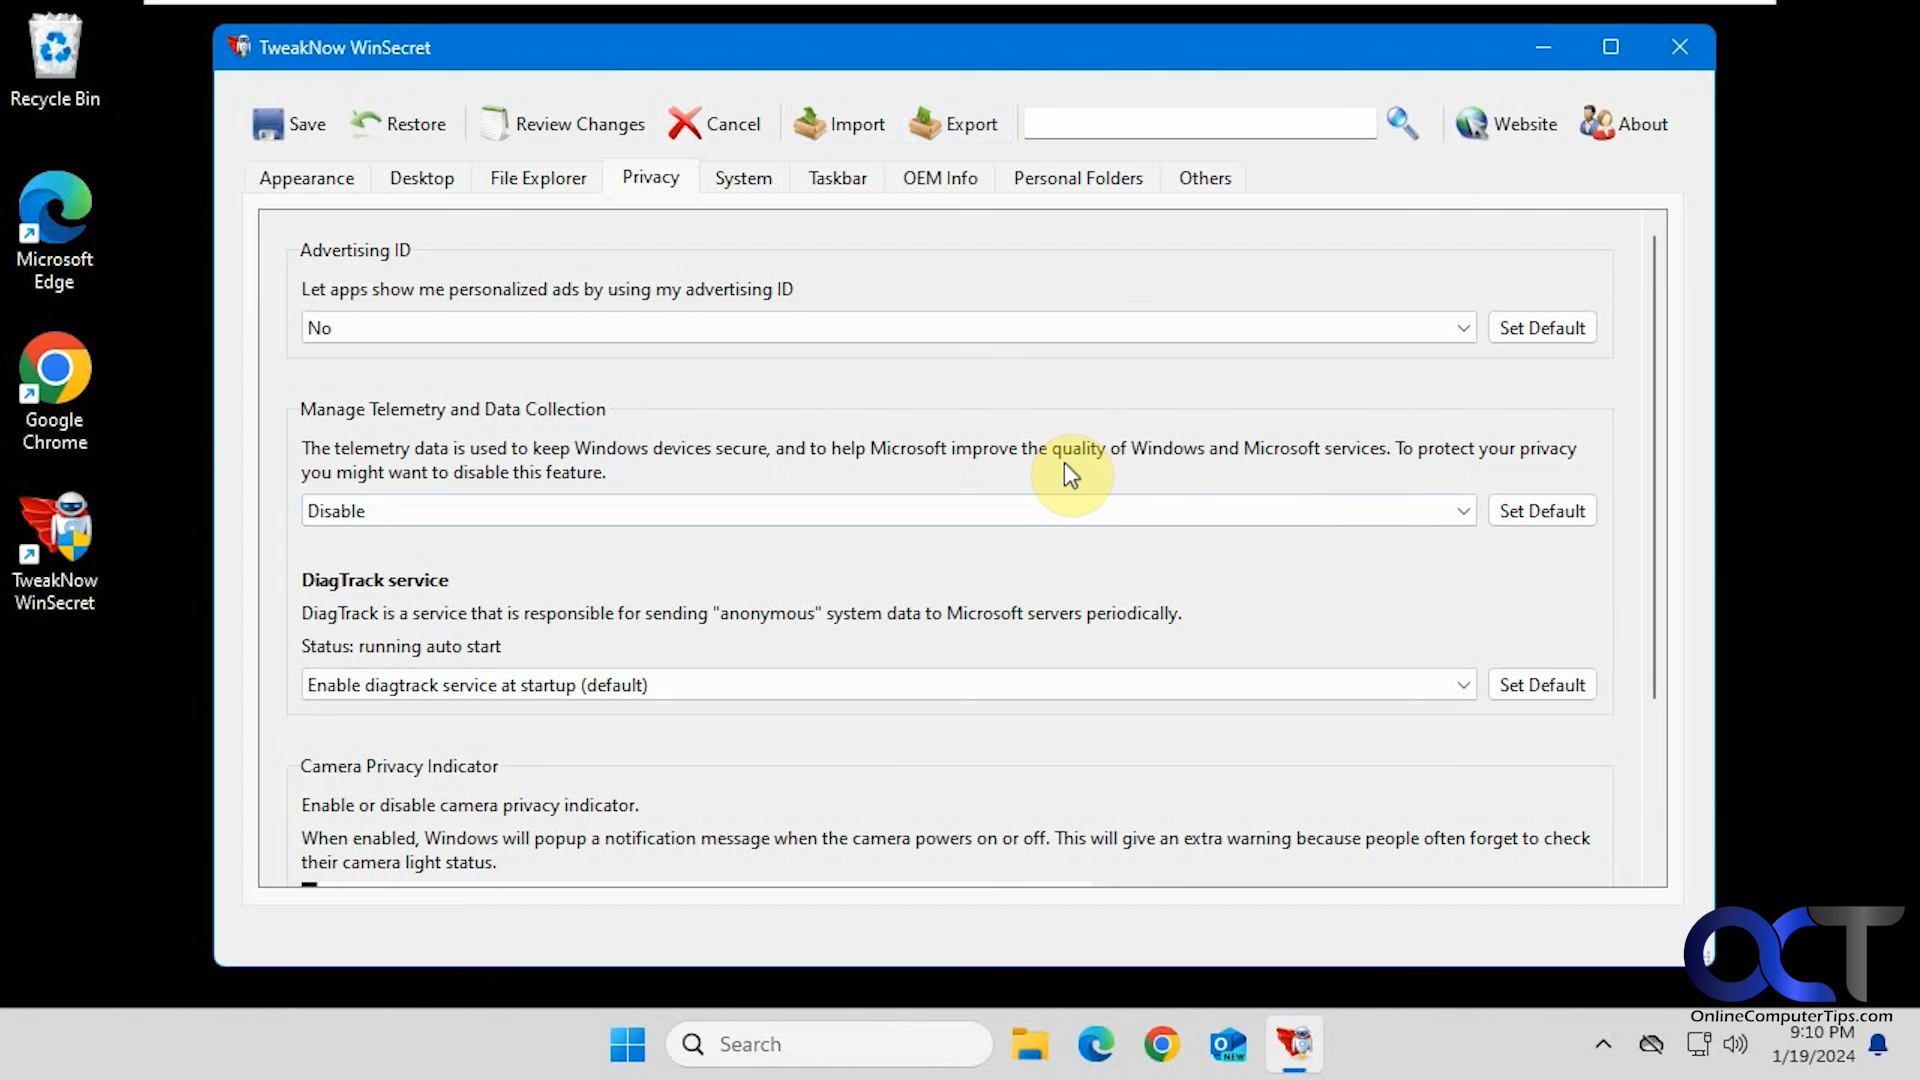 Recycle Bin
Microsoft
Edge
Google
Chrome
TweakNow
WinSecret
TweakNow WinSecret
Save Restore Review Changes Cancel Import Export Website About
Appearance Desktop File Explorer Privacy System Taskbar OEM Info Personal Folders Others
Advertising ID
Let apps show me personalized ads by using my advertising ID
No Set Default
Manage Telemetry and Data Collection
The telemetry data is used to keep Windows devices secure, and to help Microsoft improve the quality of Windows and Microsoft services. To protect your privacy
you might want to disable this feature.
Disable Set Default
DiagTrack service
DiagTrack is a service that is responsible for sending "anonymous" system data to Microsoft servers periodically.
Status: running auto start
Enable diagtrack service at startup (default) Set Default
Camera Privacy Indicator
Enable or disable camera privacy indicator.
When enabled, Windows will popup a notification message when the camera powers on or off. This will give an extra warning because people often forget to check
their camera light status.
OCT
OnlineComputerTips.com
Search
NEW
9:10 PM
1/19/2024